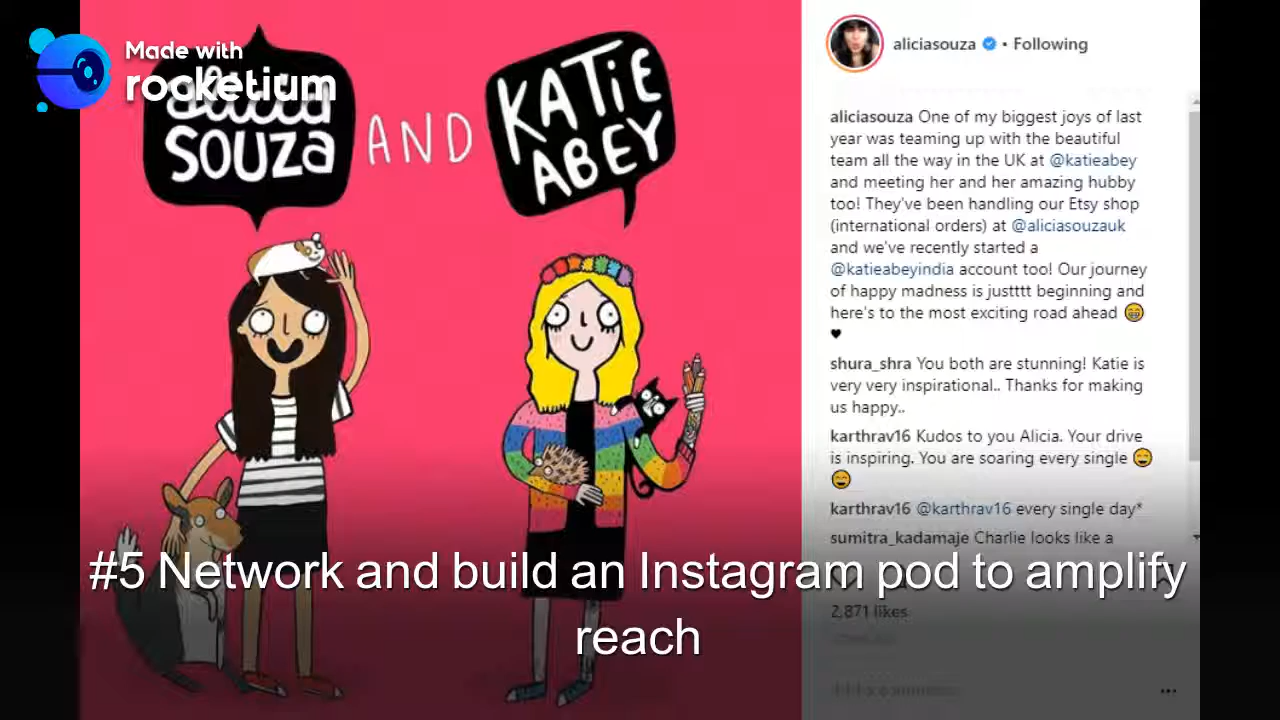 Made with
rocketium
SOUZA
AND
KATiE
ABEY
aliciasouza • Following
aliciasouza One of my biggest joys of last
year was teaming up with the beautiful
team all the way in the UK at @katieabey
and meeting her and her amazing hubby
too! They've been handling our Etsy shop
(international orders) at @aliciasouzauk
and we've recently started a
@katieabeyindia account too! Our journey
of happy madness is justttt beginning and
here's to the most exciting road ahead 😁
♥
shura_shra You both are stunning! Katie is
very very inspirational.. Thanks for making
us happy..
karthrav16 Kudos to you Alicia. Your drive
is inspiring. You are soaring every single 😄
😄
karthrav16 @karthrav16 every single day*
sumitra_kadamaje Charlie looks like a
#5 Network and build an Instagram pod to amplify
reach
2,871 likes